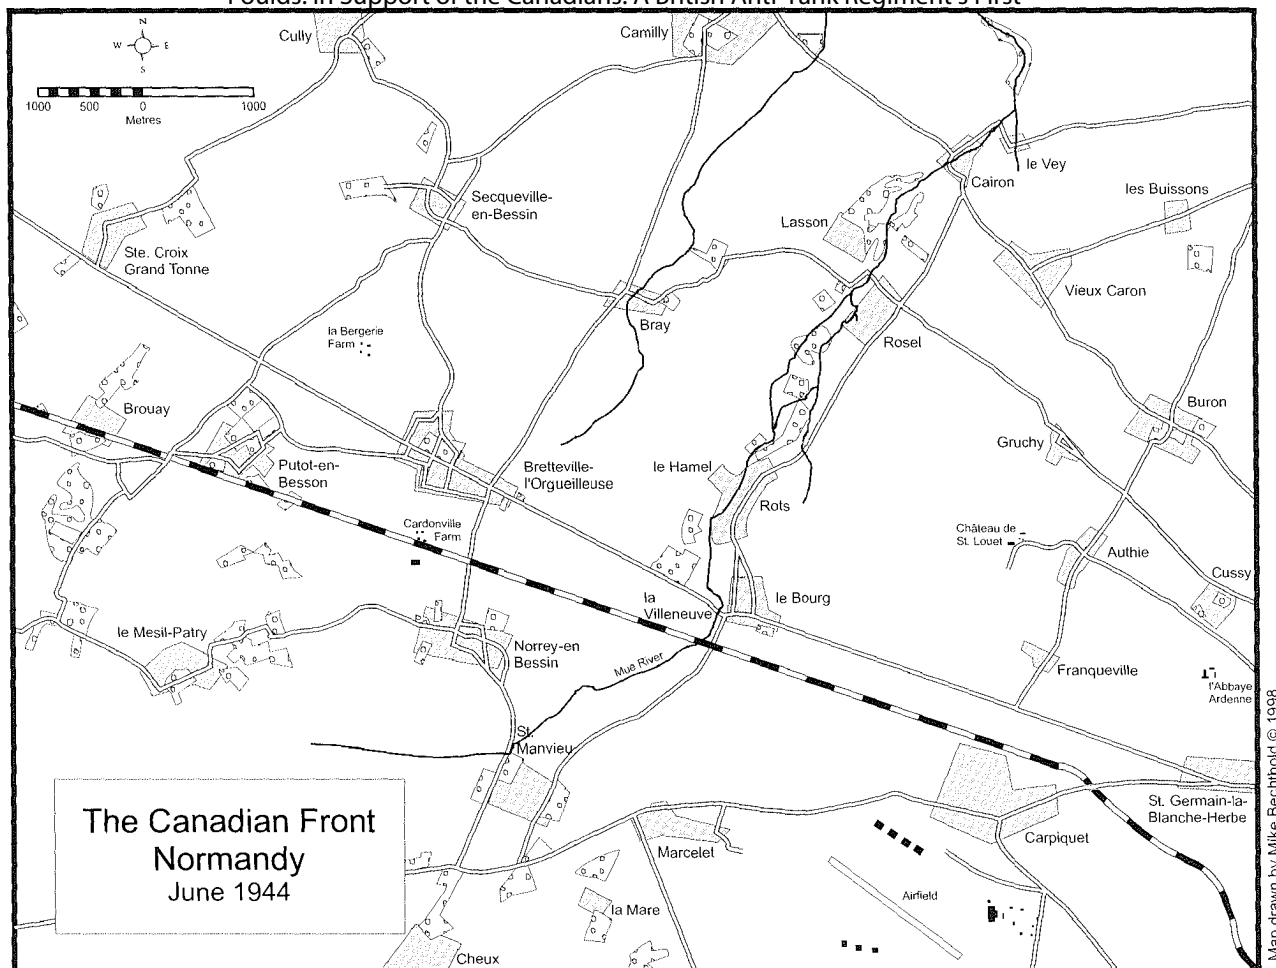 Foulds: In Support of the Canadians: A British Anti-Tank Regiment's First
N
W
E
S
1000 500 0 1000
Metres
Cully
Camilly
le Vey
Cairon
les Buissons
Secqueville-
en-Bessin
Lasson
Ste. Croix
Grand Tonne
Vieux Caron
la Bergerie
Farm
Bray
Rosel
Brouay
Buron
Gruchy
Putot-en-
Besson
Bretteville-
l'Orgueilleuse
le Hamel
Rots
Cardonville
Farm
Château de
St. Louet
Authie
Cussy
la
Villeneuve
le Bourg
le Mesil-Patry
Norrey-en
Bessin
Mue River
Franqueville
l'Abbaye
Ardenne
St.
Manvieu
St. Germain-la-
Blanche-Herbe
Carpiquet
Marcelet
Airfield
la Mare
Cheux
The Canadian Front
Normandy
June 1944
Map drawn by Mike Bechthold © 1998